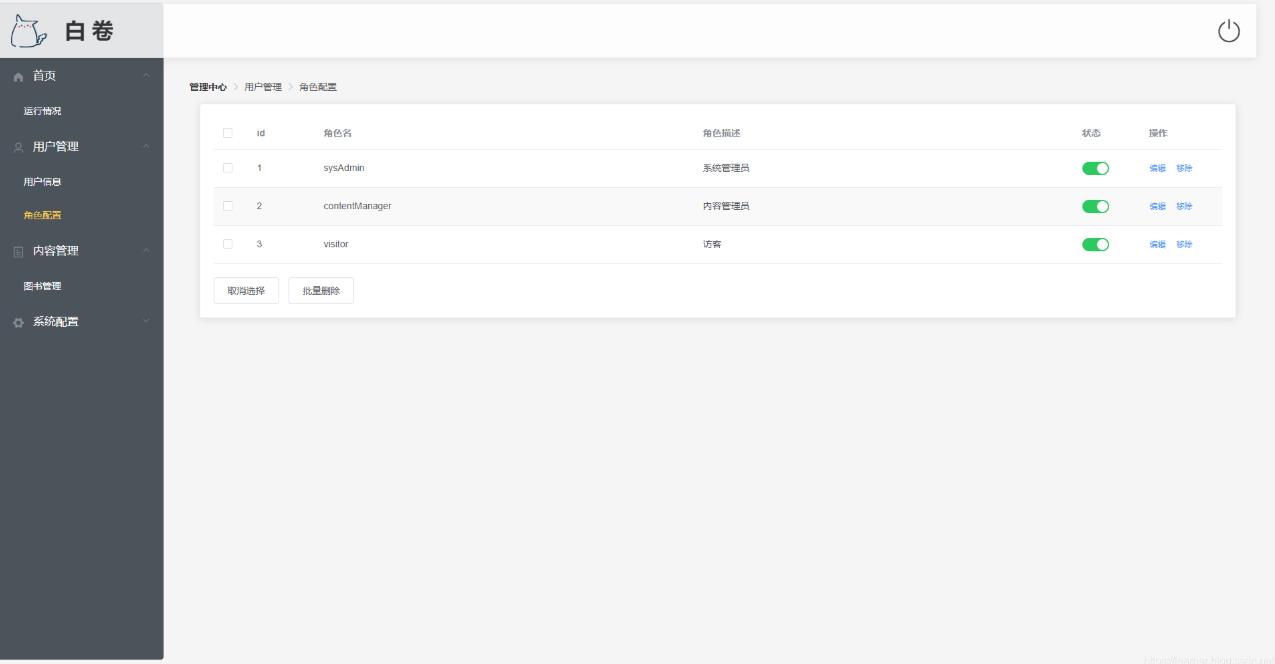 白卷
首页
运行情况
用户管理
用户信息
角色配置
内容管理
图书管理
系统配置
管理中心 > 用户管理 > 角色配置
id 角色名 角色描述 状态 操作
1 sysAdmin 系统管理员 编辑 移除
2 contentManager 内容管理员 编辑 移除
3 visitor 访客 编辑 移除
取消选择 批量删除